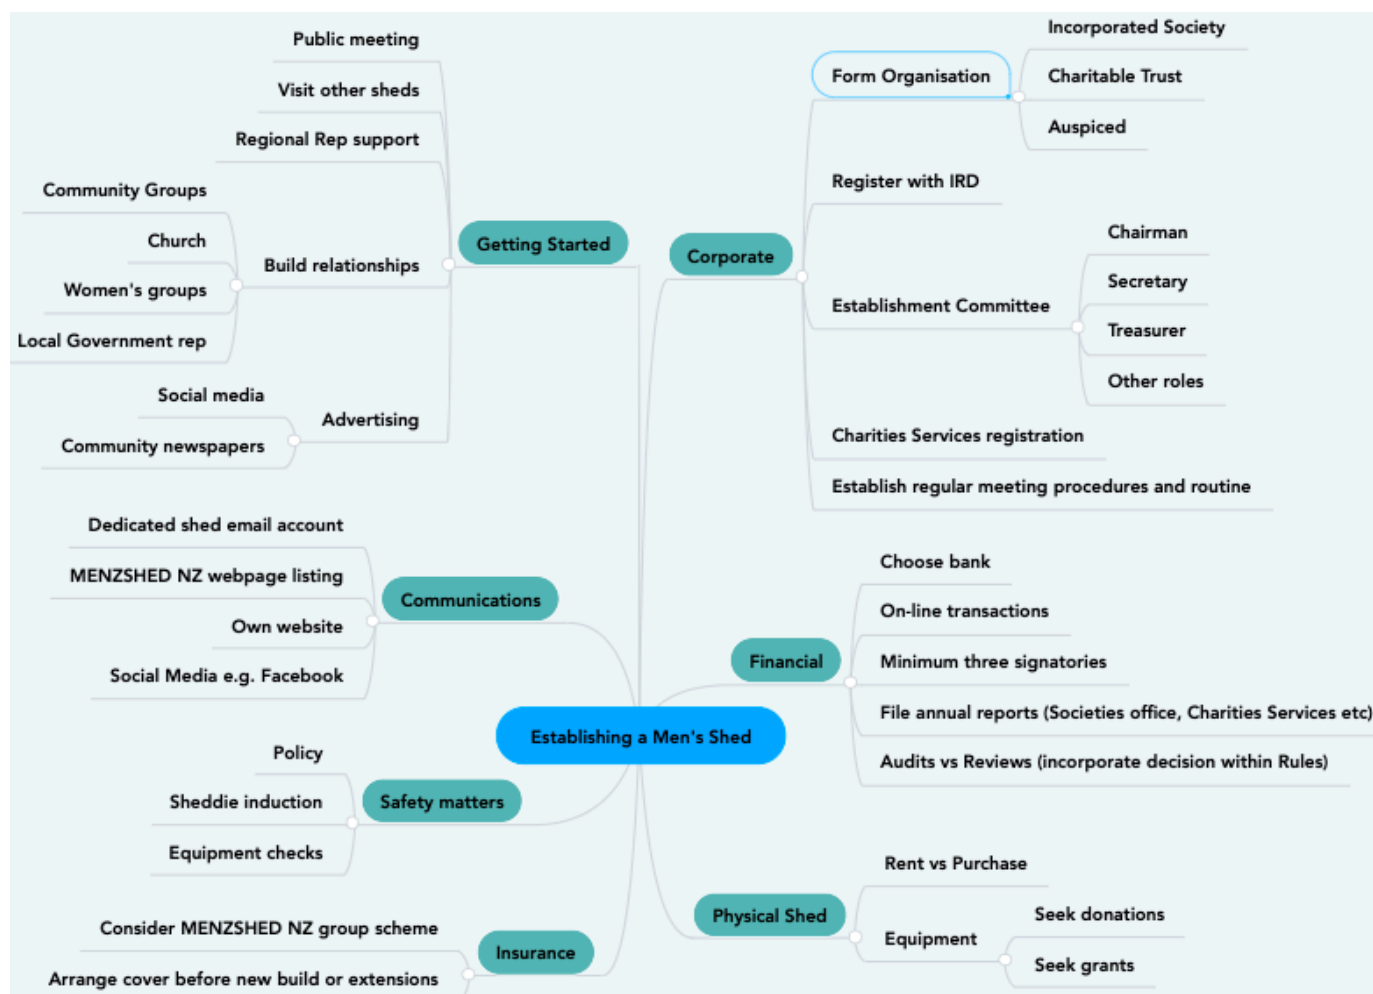 Establishing a Men's Shed
Getting Started
Public meeting
Visit other sheds
Regional Rep support
Build relationships
Community Groups
Church
Women's groups
Local Government rep
Advertising
Social media
Community newspapers
Communications
Dedicated shed email account
MENZSHED NZ webpage listing
Own website
Social Media e.g. Facebook
Safety matters
Policy
Sheddie induction
Equipment checks
Insurance
Consider MENZSHED NZ group scheme
Arrange cover before new build or extensions
Corporate
Form Organisation
Incorporated Society
Charitable Trust
Auspiced
Register with IRD
Establishment Committee
Chairman
Secretary
Treasurer
Other roles
Charities Services registration
Establish regular meeting procedures and routine
Financial
Choose bank
On-line transactions
Minimum three signatories
File annual reports (Societies office, Charities Services etc)
Audits vs Reviews (incorporate decision within Rules)
Physical Shed
Rent vs Purchase
Equipment
Seek donations
Seek grants